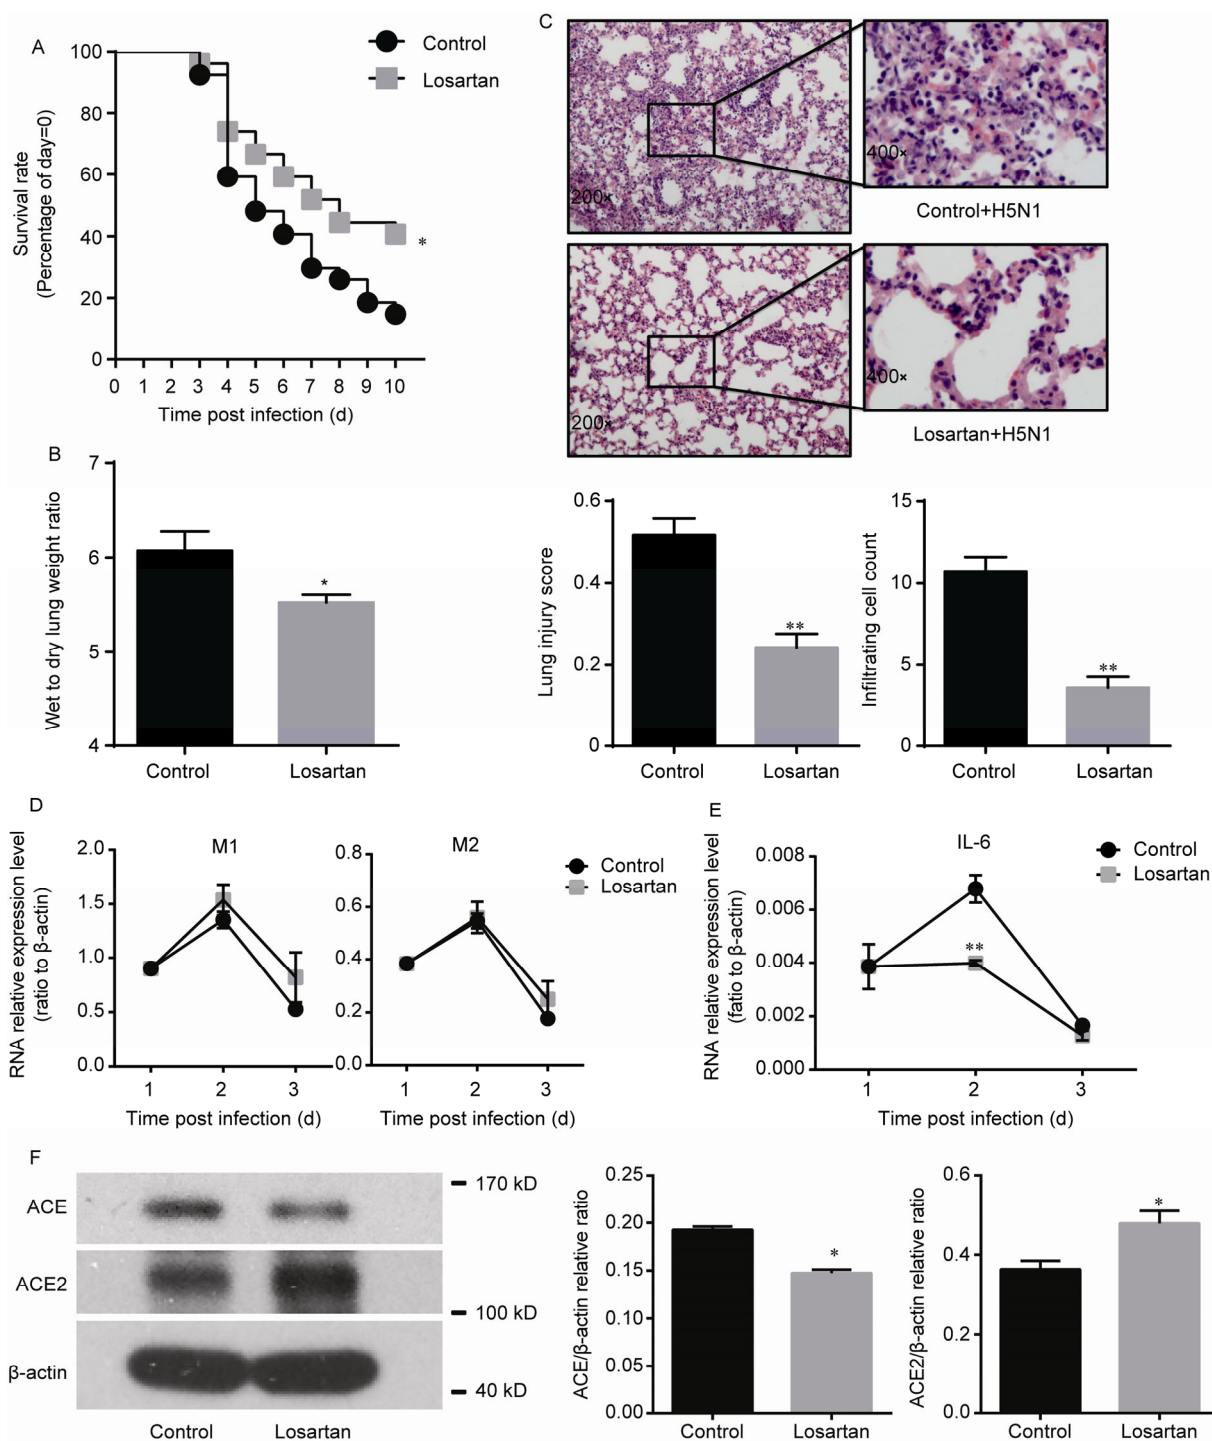 A
100
80
60
40
20
0
Survival rate
(Percentage of day=0)
Control
Losartan
*
0 1 2 3 4 5 6 7 8 9 10
Time post infection (d)
C
200×
400×
Control+H5N1
200×
400×
Losartan+H5N1
B
7
6
5
4
Wet to dry lung weight ratio
*
Control Losartan
0.6
0.4
0.2
0
Lung injury score
**
Control Losartan
15
10
5
0
Infiltrating cell count
**
Control Losartan
D
RNA relative expression level
(ratio to β-actin)
M1
2.0
1.5
1.0
0.5
0.0
1 2 3
Time post infection (d)
M2
0.8
0.6
0.4
0.2
0.0
1 2 3
Time post infection (d)
Control
Losartan
E
RNA relative expression level
(fatio to β-actin)
IL-6
0.008
0.006
0.004
0.002
0.000
**
1 2 3
Time post infection (d)
Control
Losartan
F
ACE
ACE2
β-actin
170 kD
100 kD
40 kD
Control Losartan
ACE/β-actin relative ratio
0.25
0.20
0.15
0.10
0.05
0.00
*
Control Losartan
ACE2/β-actin relative ratio
0.6
0.4
0.2
0.0
*
Control Losartan